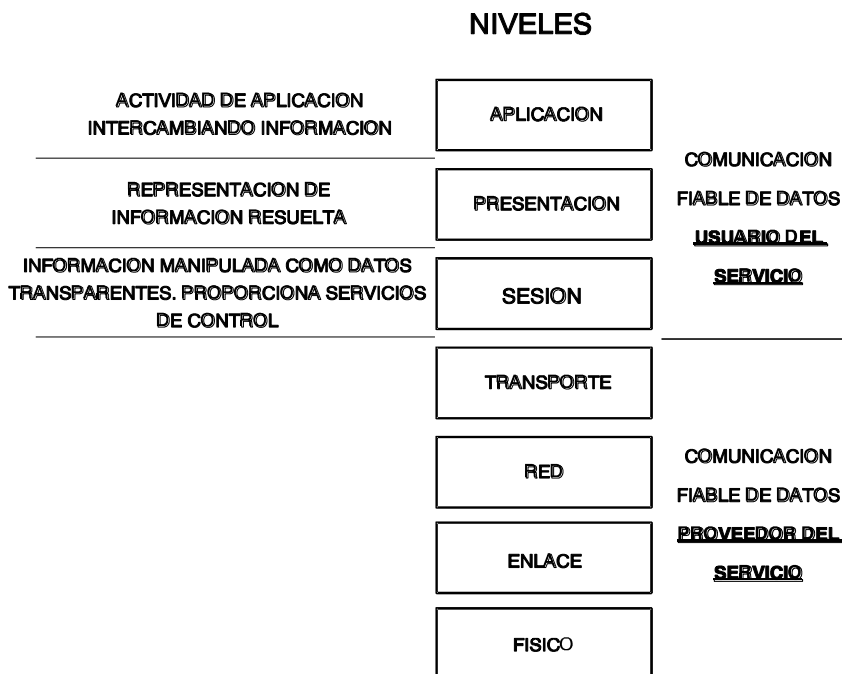 NIVELES
ACTIVIDAD DE APLICACION
INTERCAMBIANDO INFORMACION
APLICACION
REPRESENTACION DE
INFORMACION RESUELTA
PRESENTACION
COMUNICACION
FIABLE DE DATOS
USUARIO DEL
SERVICIO
INFORMACION MANIPULADA COMO DATOS
TRANSPARENTES. PROPORCIONA SERVICIOS
DE CONTROL
SESION
TRANSPORTE
RED
ENLACE
FISICO
COMUNICACION
FIABLE DE DATOS
PROVEEDOR DEL
SERVICIO